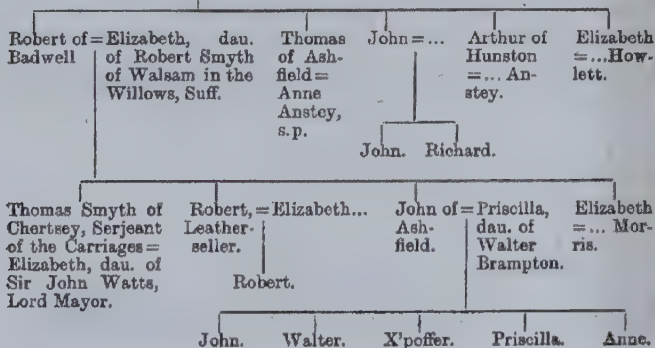 Robert of = Elizabeth, dau.
Badwell of Robert Smyth
of Walsam in the
Willows, Suff.
Thomas
of Ash-
field =
Anne
Anstey,
s.p.
John = ...
Arthur of
Hunston
= ... An-
stey.
Elizabeth
= ... How-
lett.
John. Richard.
Thomas Smyth of
Chertsey, Serjeant
of the Carriages =
Elizabeth, dau. of
Sir John Watts,
Lord Mayor.
Robert, = Elizabeth...
Leather-
seller.
Robert.
John of = Priscilla,
Ash- dau. of
field. Walter
Brampton.
Elizabeth
= ... Mor-
ris.
John. Walter. X'poffer. Priscilla. Anne.